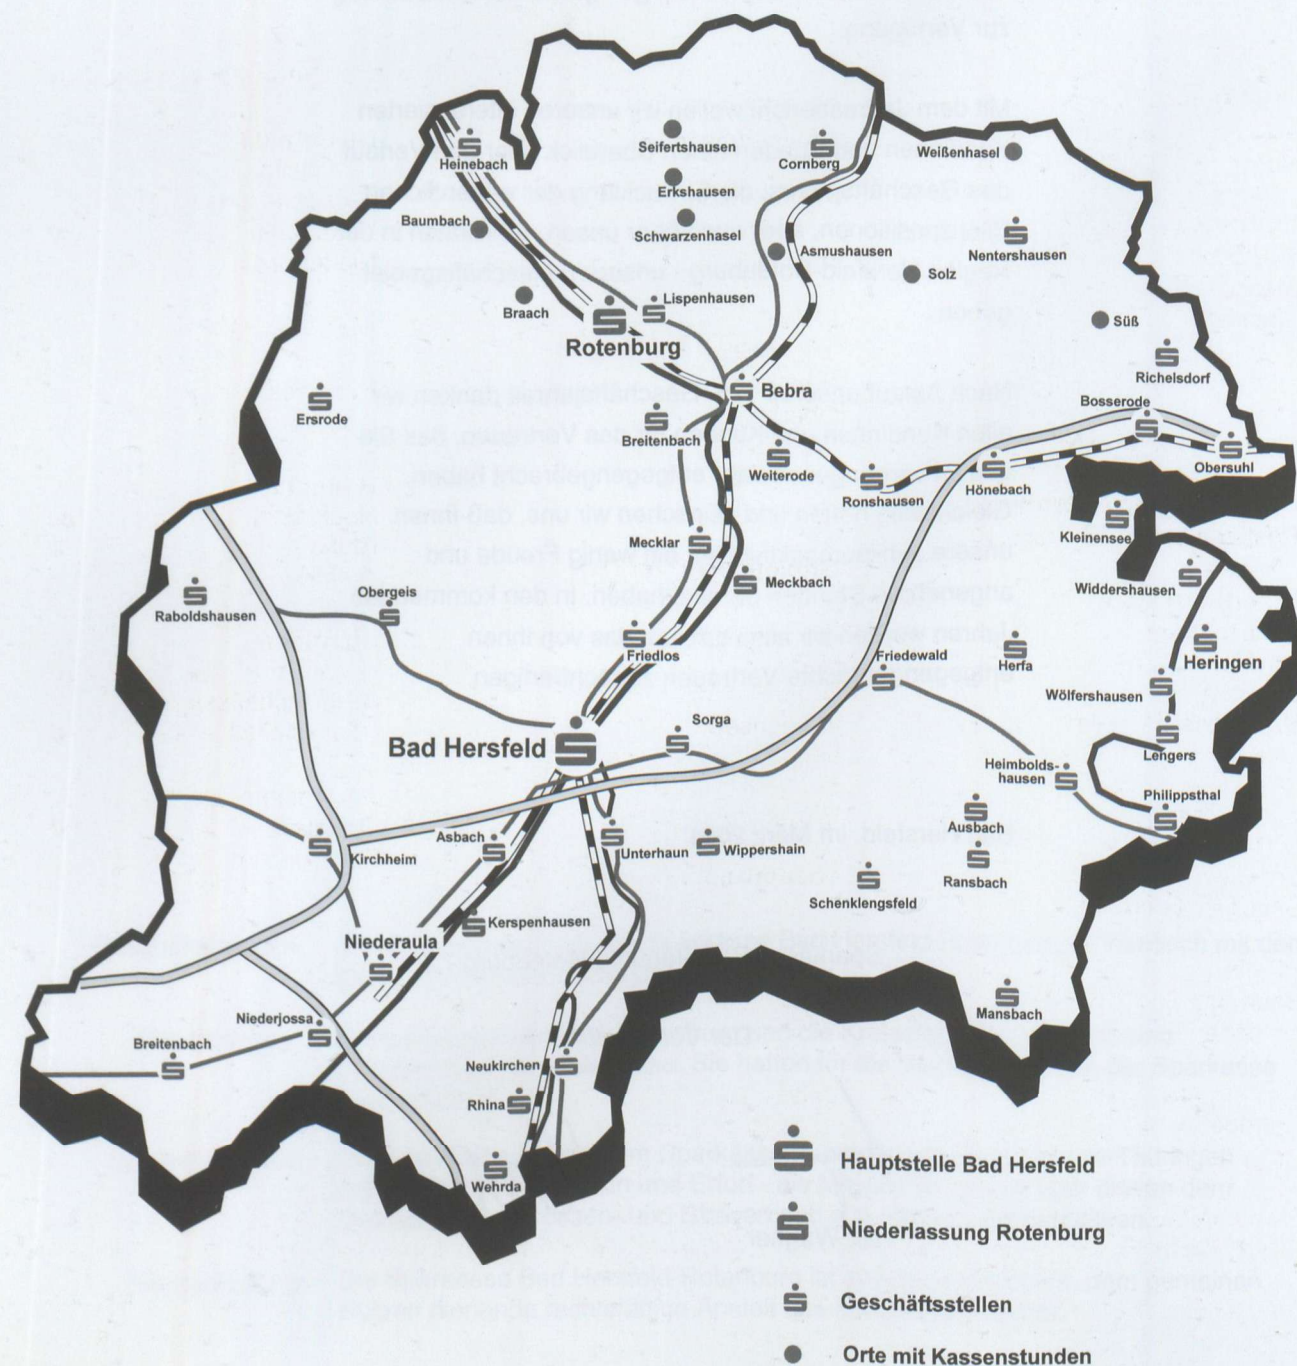 Seifertshausen
Cornberg
Weißenhasel
Heinebach
Erkshausen
Baumbach
Schwarzenhasel
Asmushausen
Nentershausen
Solz
Lispenhausen
Braach
Süß
Rotenburg
Richelsdorf
Bebra
Bosserode
Ersrode
Breitenbach
Weiterode
Obersuhl
Ronshausen
Hönebach
Kleinensee
Mecklar
Meckbach
Widdershausen
Obergeis
Raboldshausen
Friedlos
Friedewald
Herfa
Heringen
Wölfershausen
Sorga
Bad Hersfeld
Lengers
Heimbolds-
hausen
Philippsthal
Ausbach
Asbach
Kirchheim
Unterhaun
Wippershain
Ransbach
Schenklengsfeld
Kerspenhausen
Niederaula
Mansbach
Niederjossa
Breitenbach
Neukirchen
Rhina
Wehrda
Hauptstelle Bad Hersfeld
Niederlassung Rotenburg
Geschäftsstellen
Orte mit Kassenstunden